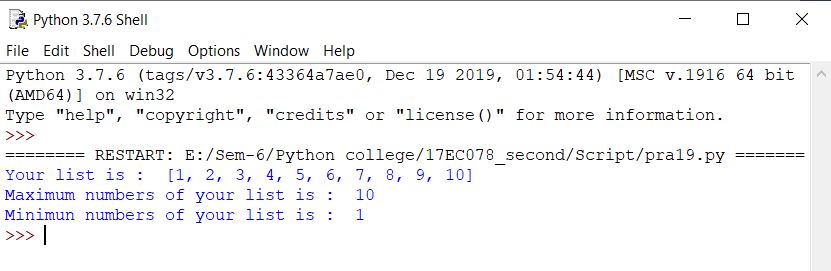 Python 3.7.6 Shell
File Edit Shell Debug Options Window Help
Python 3.7.6 (tags/v3.7.6:43364a7ae0, Dec 19 2019, 01:54:44) [MSC v.1916 64 bit
(AMD64)] on win32
Type "help", "copyright", "credits" or "license()" for more information.
>>>
======== RESTART: E:/Sem-6/Python college/17EC078_second/Script/pra19.py =======
Your list is :  [1, 2, 3, 4, 5, 6, 7, 8, 9, 10]
Maximum numbers of your list is :  10
Minimun numbers of your list is :  1
>>>